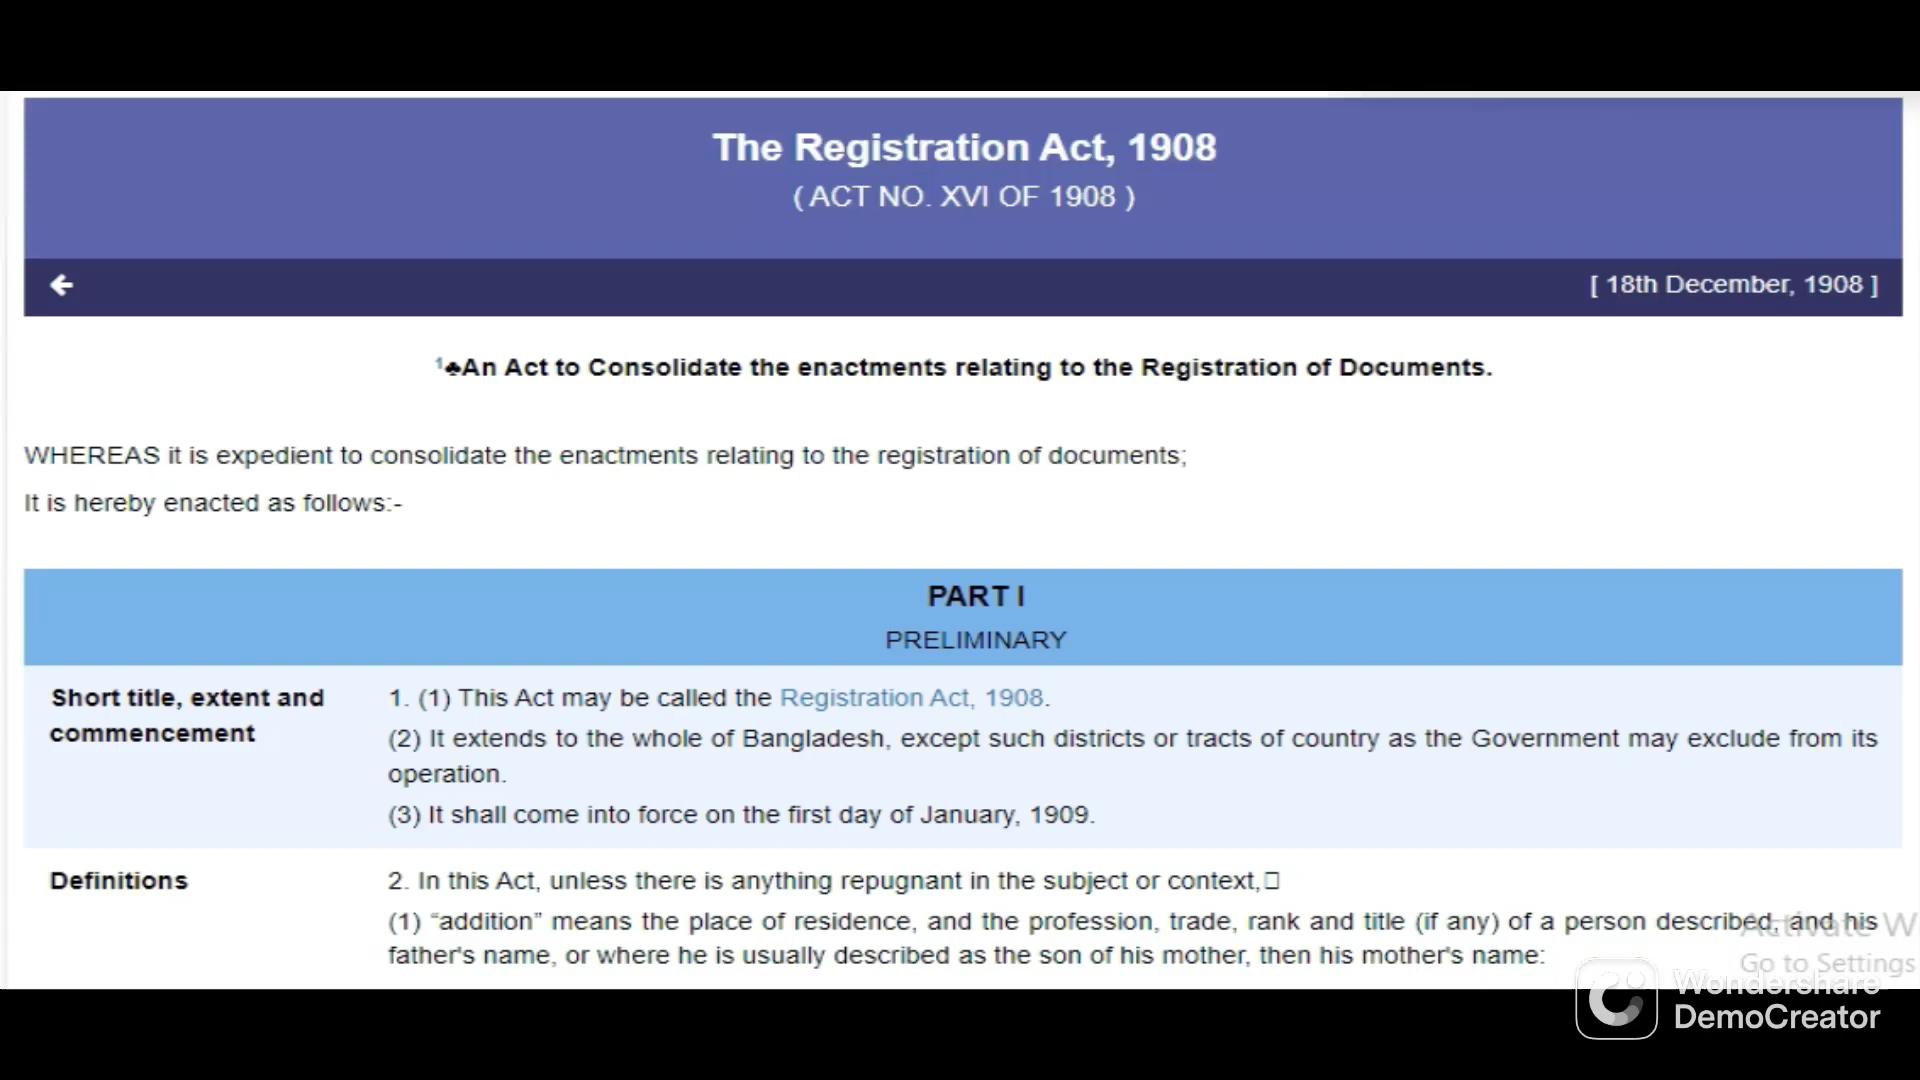 The Registration Act, 1908
( ACT NO. XVI OF 1908 )
[ 18th December, 1908 ]
1♣An Act to Consolidate the enactments relating to the Registration of Documents.
WHEREAS it is expedient to consolidate the enactments relating to the registration of documents;
It is hereby enacted as follows:-
PART I
PRELIMINARY
Short title, extent and
commencement
1. (1) This Act may be called the Registration Act, 1908.
(2) It extends to the whole of Bangladesh, except such districts or tracts of country as the Government may exclude from its
operation.
(3) It shall come into force on the first day of January, 1909.
Definitions
2. In this Act, unless there is anything repugnant in the subject or context,□
(1) “addition” means the place of residence, and the profession, trade, rank and title (if any) of a person described, and his
father's name, or where he is usually described as the son of his mother, then his mother's name:
Activate W
Go to Settings
Wondershare
DemoCreator